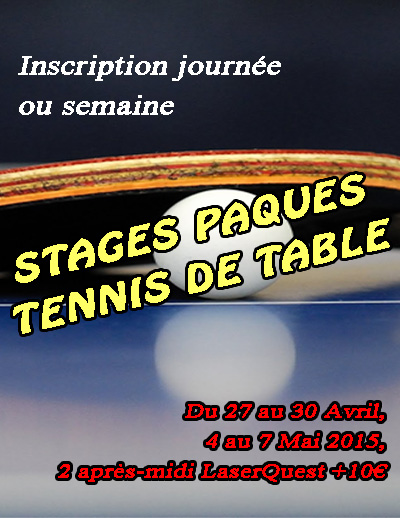 Inscription journée
ou semaine
STAGES PAQUES
TENNIS DE TABLE
Du 27 au 30 Avril,
4 au 7 Mai 2015,
2 après-midi LaserQuest +10€